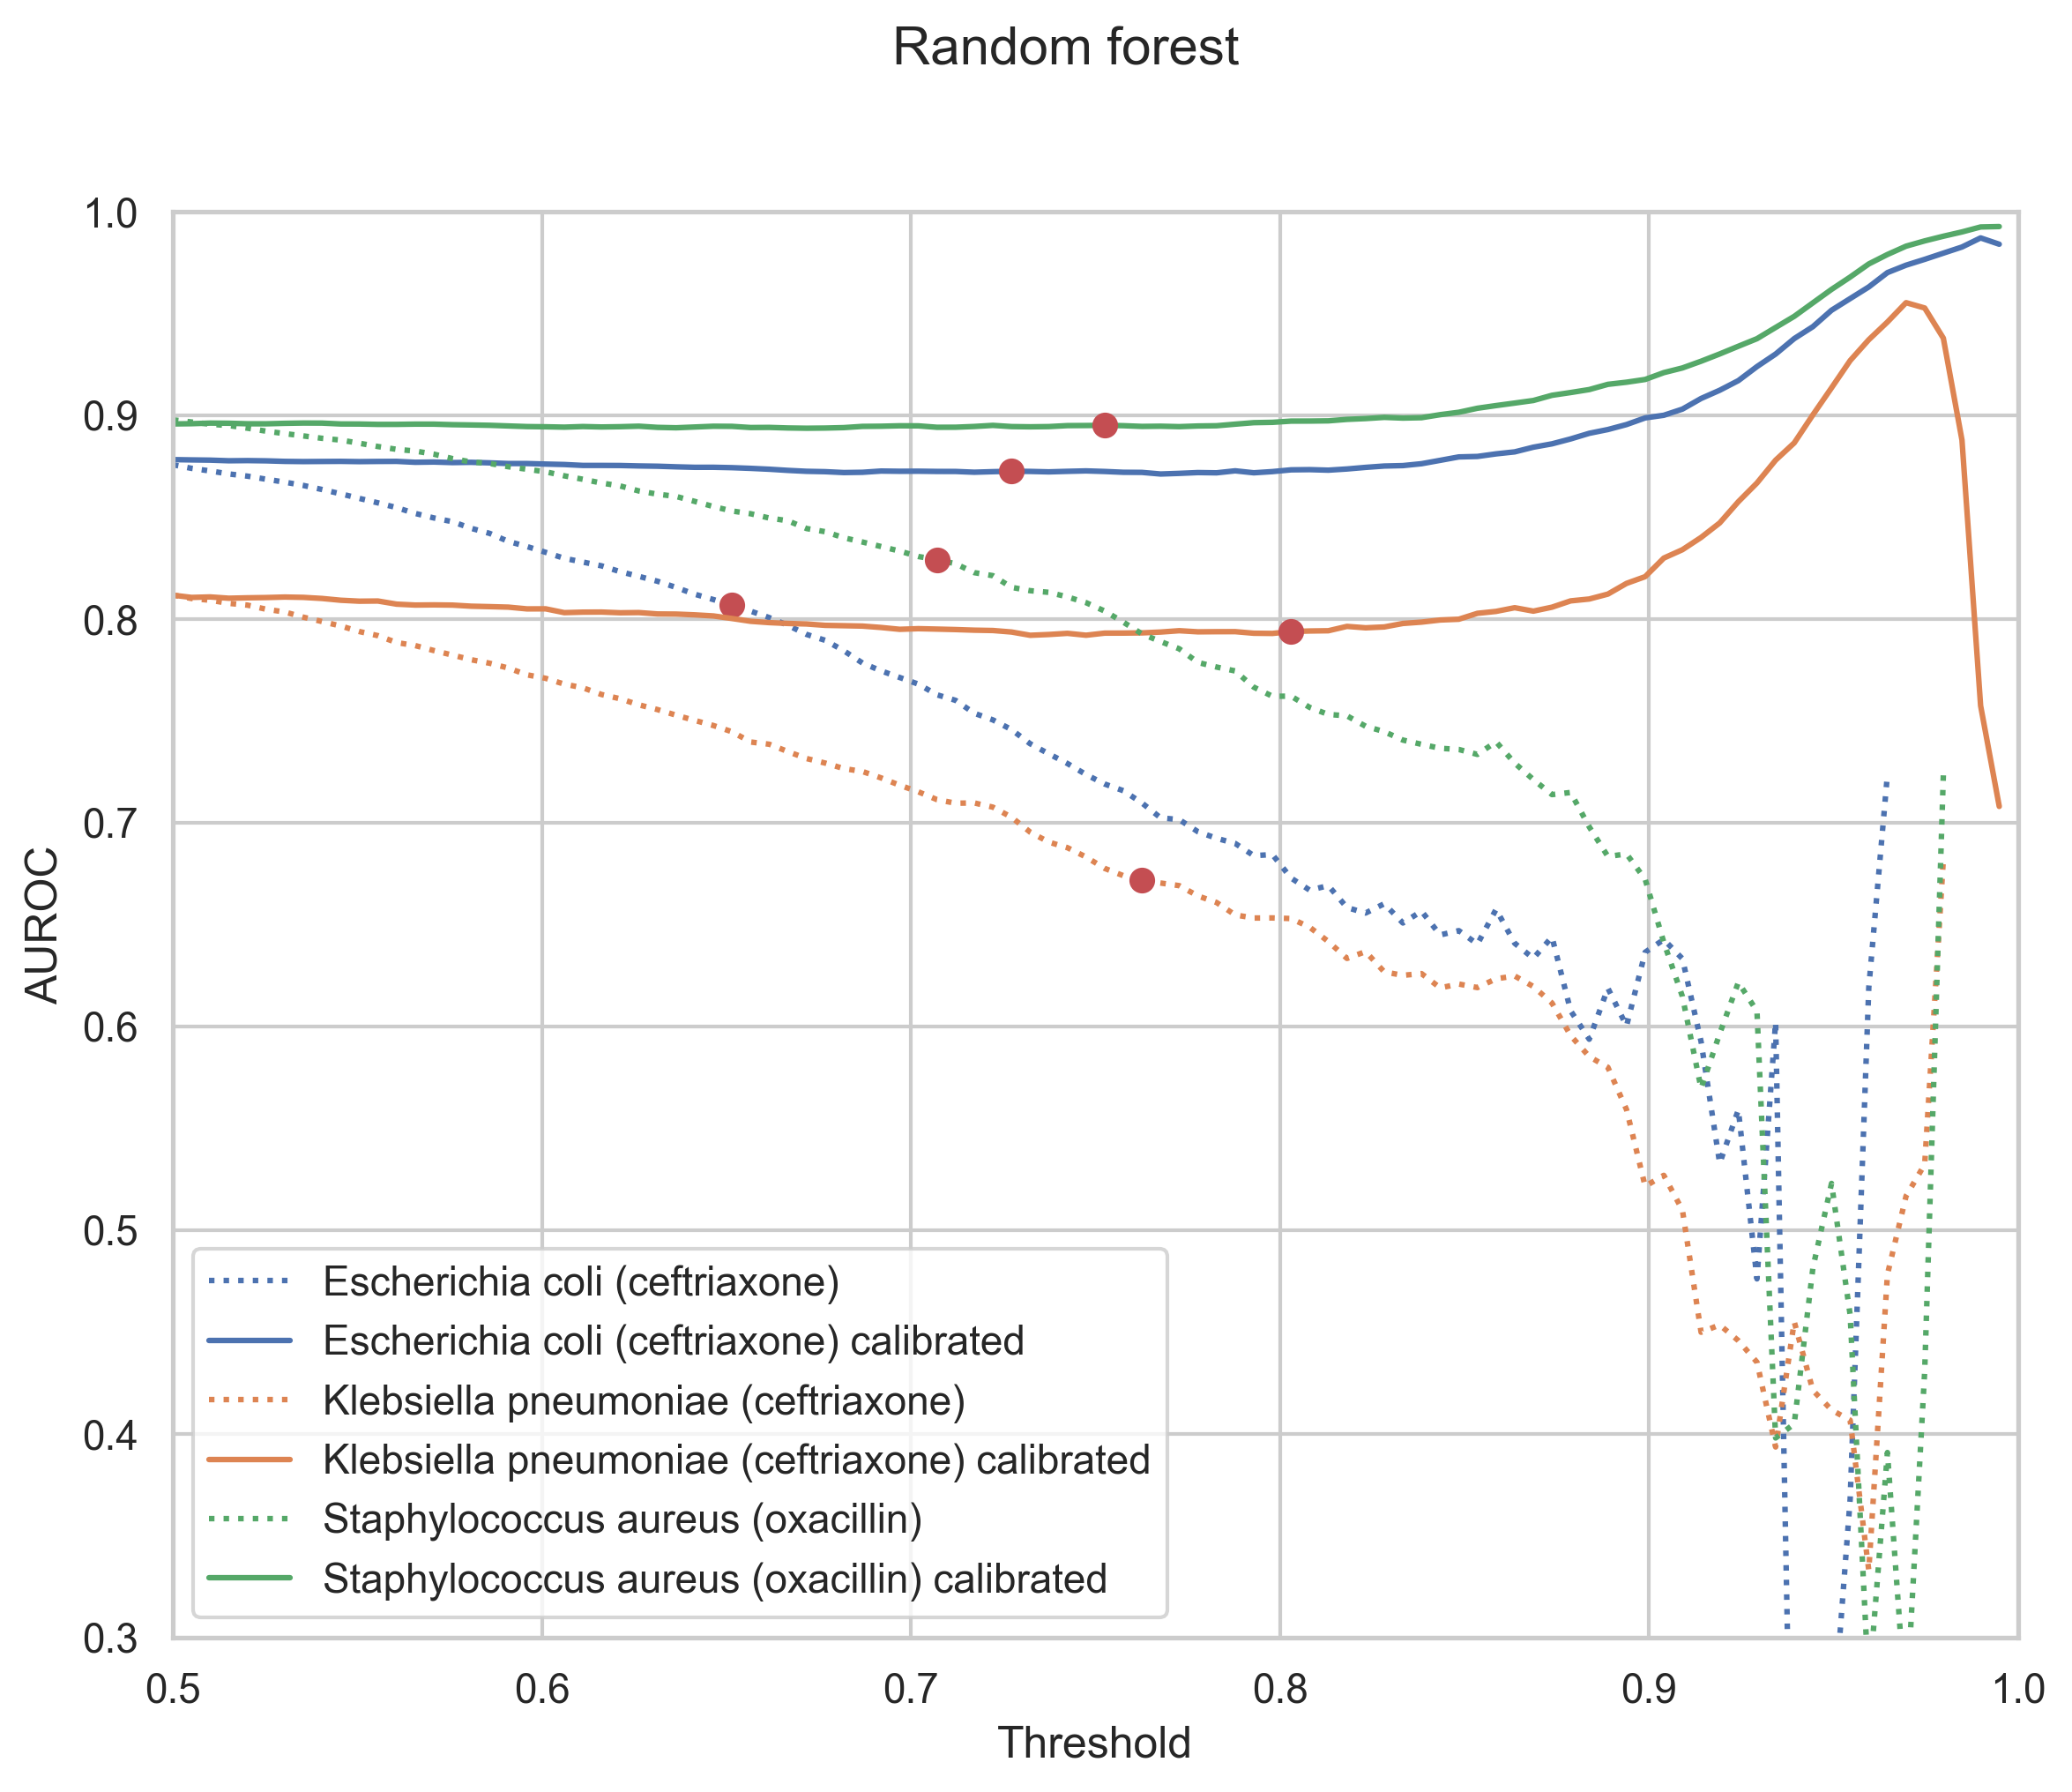 Random forest
1.0
0.9
0.8
0.7
0.6
0.5
0.4
0.3
AUROC
Escherichia coli (ceftriaxone)
Escherichia coli (ceftriaxone) calibrated
Klebsiella pneumoniae (ceftriaxone)
Klebsiella pneumoniae (ceftriaxone) calibrated
Staphylococcus aureus (oxacillin)
Staphylococcus aureus (oxacillin) calibrated
0.5 0.6 0.7 0.8 0.9 1.0
Threshold